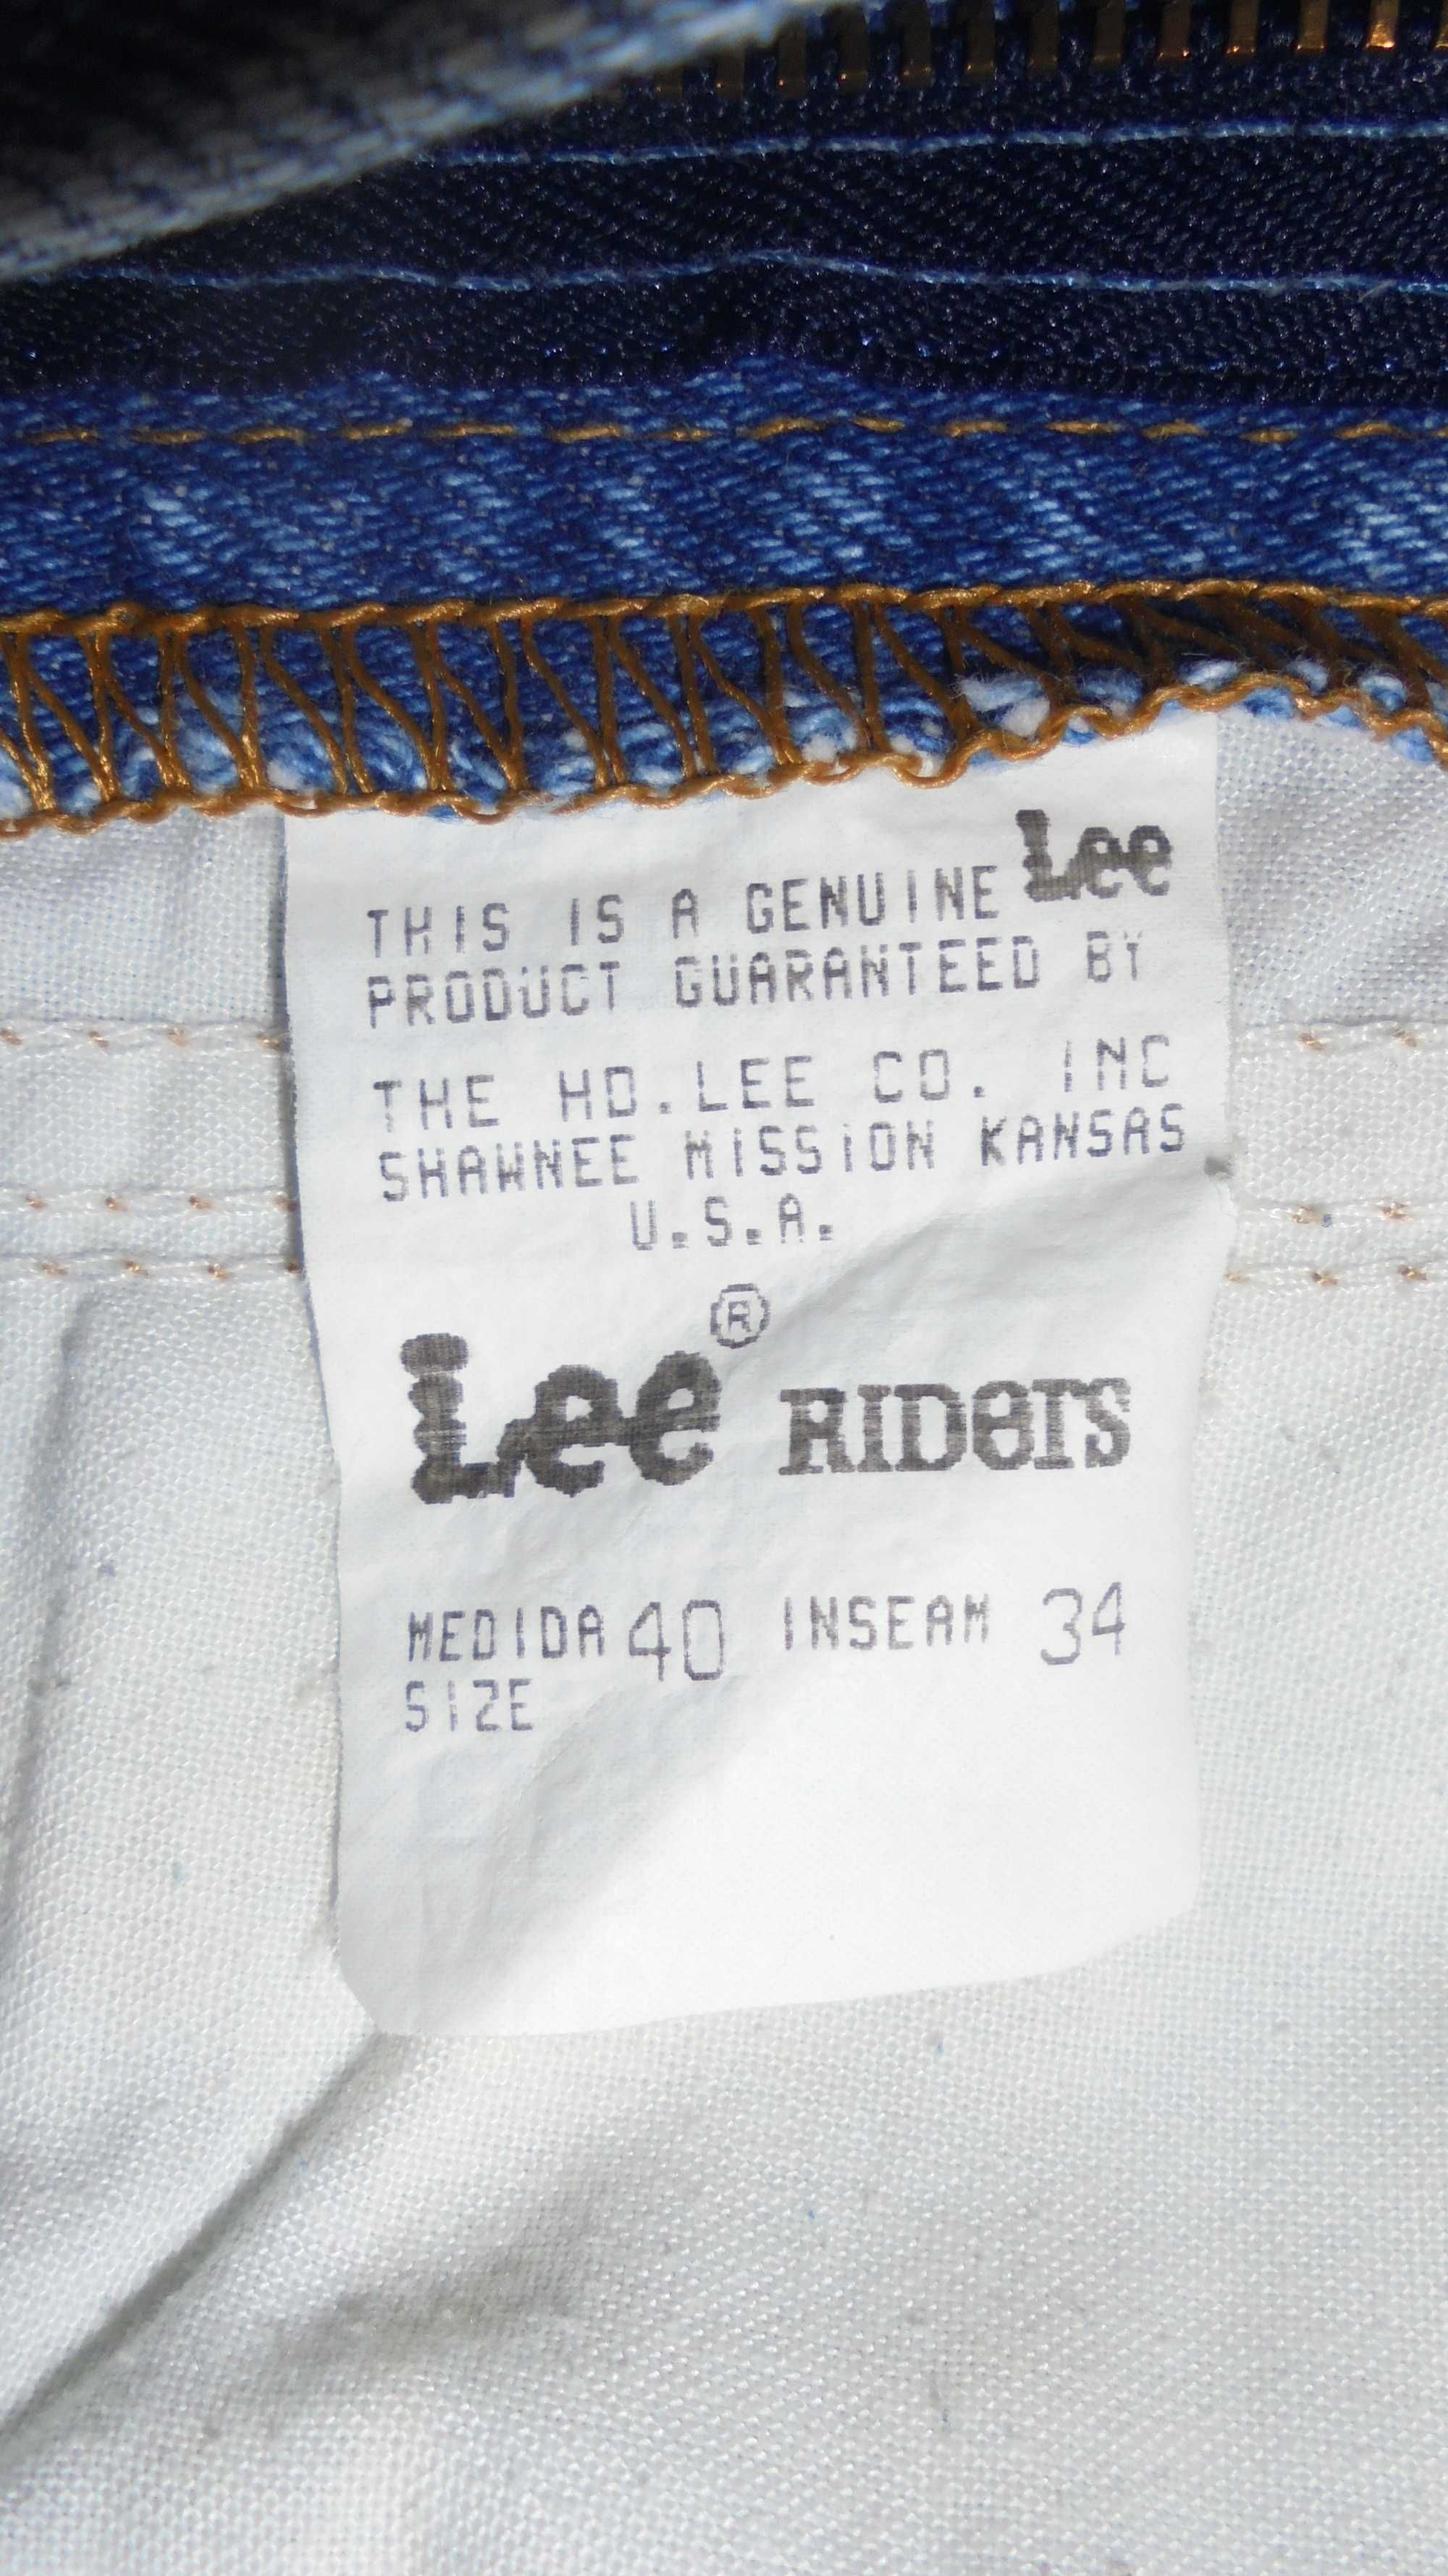 THIS IS A GENUINE Lee
PRODUCT GUARANTEED BY
THE HD.LEE CO. INC
SHAWNEE MISSION KANSAS
U.S.A.
Lee® RIDERS
MEDIDA 40 INSEAM 34
SIZE